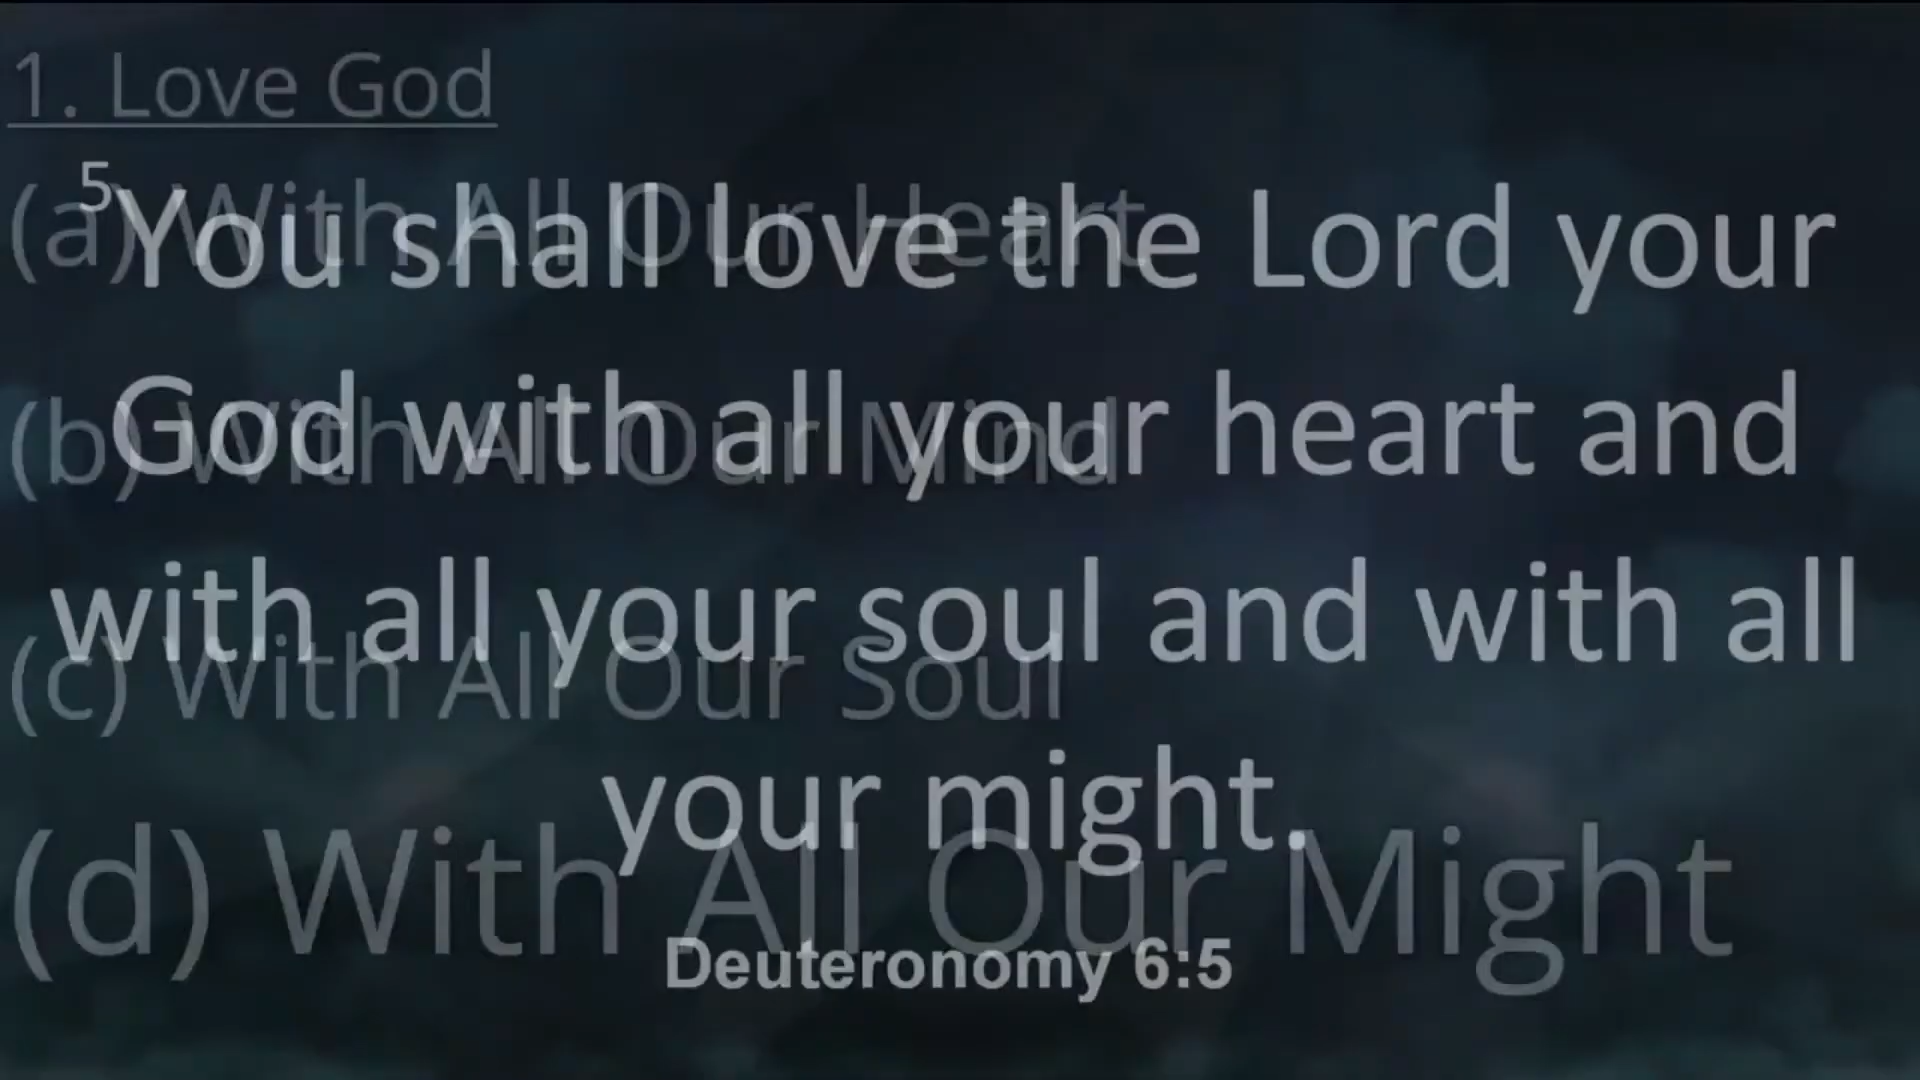 1. Love God
(a) With All Our Heart
(b) With All Our Mind
(c) With All Our Soul
(d) With All Our Might
5You shall love the Lord your
God with all your heart and
with all your soul and with all
your might.
Deuteronomy 6:5